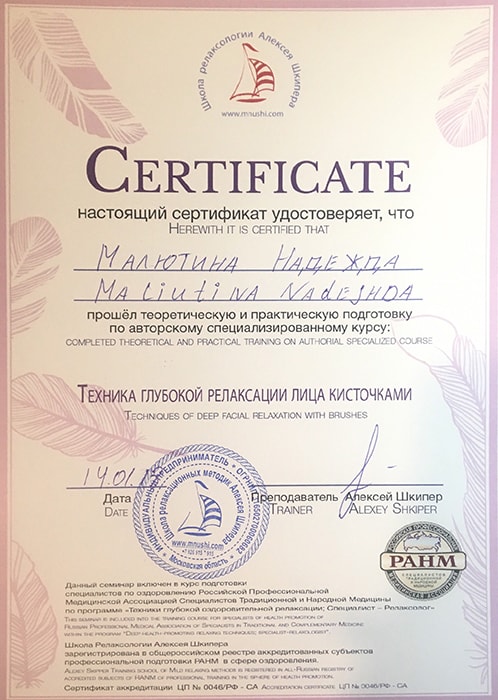 Школа релаксологии Алексея Шкипера
www.mnushi.com
CERTIFICATE
настоящий сертификат удостоверяет, что
HEREWITH IT IS CERTIFIED THAT
Малютина Надежда
Maliutina Nadeshda
прошёл теоретическую и практическую подготовку
по авторскому специализированному курсу:
COMPLETED THEORETICAL AND PRACTICAL TRAINING ON AUTHORIAL SPECIALIZED COURSE
ТЕХНИКА ГЛУБОКОЙ РЕЛАКСАЦИИ ЛИЦА КИСТОЧКАМИ
TECHNIQUES OF DEEP FACIAL RELAXATION WITH BRUSHES
14.01.
Дата
DATE
Преподаватель Алексей Шкипер
TRAINER ALEXEY SHKIPER
ИНДИВИДУАЛЬНЫЙ ПРЕДПРИНИМАТЕЛЬ
Школа релаксационных методик Алексея Шкипера
www.mnushi.com
Московская область
РАНМ
Данный семинар включен в курс подготовки
специалистов по оздоровлению Российской Профессиональной
Медицинской Ассоциацией Специалистов Традиционной и Народной Медицины
по программе «Техники глубокой оздоровительной релаксации; Специалист – Релаксолог»
THIS SEMINAR IS INCLUDED INTO THE TRAINING COURSE FOR SPECIALISTS OF HEALTH PROMOTION OF
RUSSIAN PROFESSIONAL MEDICAL ASSOCIATION OF SPECIALISTS IN TRADITIONAL AND COMPLEMENTARY MEDICINE
WITHIN THE PROGRAMM "DEEP HEALTH-PROMOTING RELAXING TECHNIQUES; SPECIALIST-RELAXOLOGIST".
Школа Релаксологии Алексея Шкипера
зарегистрирована в общероссийском реестре аккредитованных субъектов
профессиональной подготовки РАНМ в сфере оздоровления.
ALEXEY SHKIPER TRAINING SCHOOL OF MILD RELAXING METHODS IS REGISTERED IN ALL-RUSSIAN REGISTRY OF
ACCREDITED SUBJECTS OF RANM OF PROFESSIONAL TRAINING IN THE SPHERE OF HEALTH PROMOTION.
Сертификат аккредитации ЦП № 0046/РФ - СА ACCREDITATION CERTIFICATE ЦП № 0046/РФ - СА